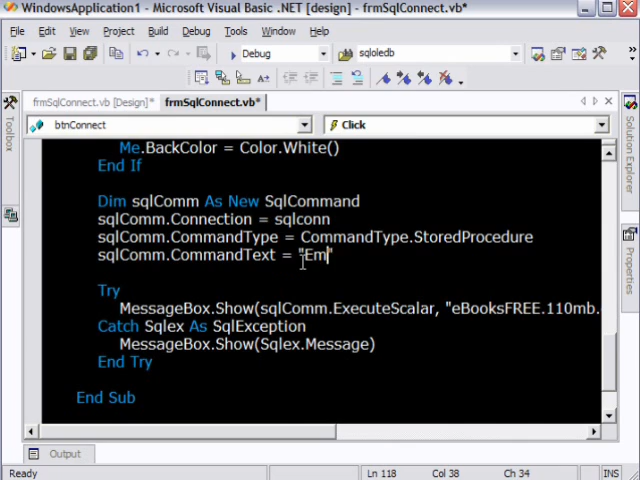 WindowsApplication1 - Microsoft Visual Basic .NET [design] - frmSqlConnect.vb*
File Edit View Project Build Debug Tools Window Help
Debug sqloledb
frmSqlConnect.vb [Design]* frmSqlConnect.vb*
btnConnect Click
Me.BackColor = Color.White()
End If
Dim sqlComm As New SqlCommand
sqlComm.Connection = sqlconn
sqlComm.CommandType = CommandType.StoredProcedure
sqlComm.CommandText = "Em"
Try
MessageBox.Show(sqlComm.ExecuteScalar, "eBooksFREE.110mb.
Catch Sqlex As SqlException
MessageBox.Show(Sqlex.Message)
End Try
End Sub
Toolbox
Solution Explorer
Properties
Output
Ready Ln 118 Col 38 Ch 34 INS